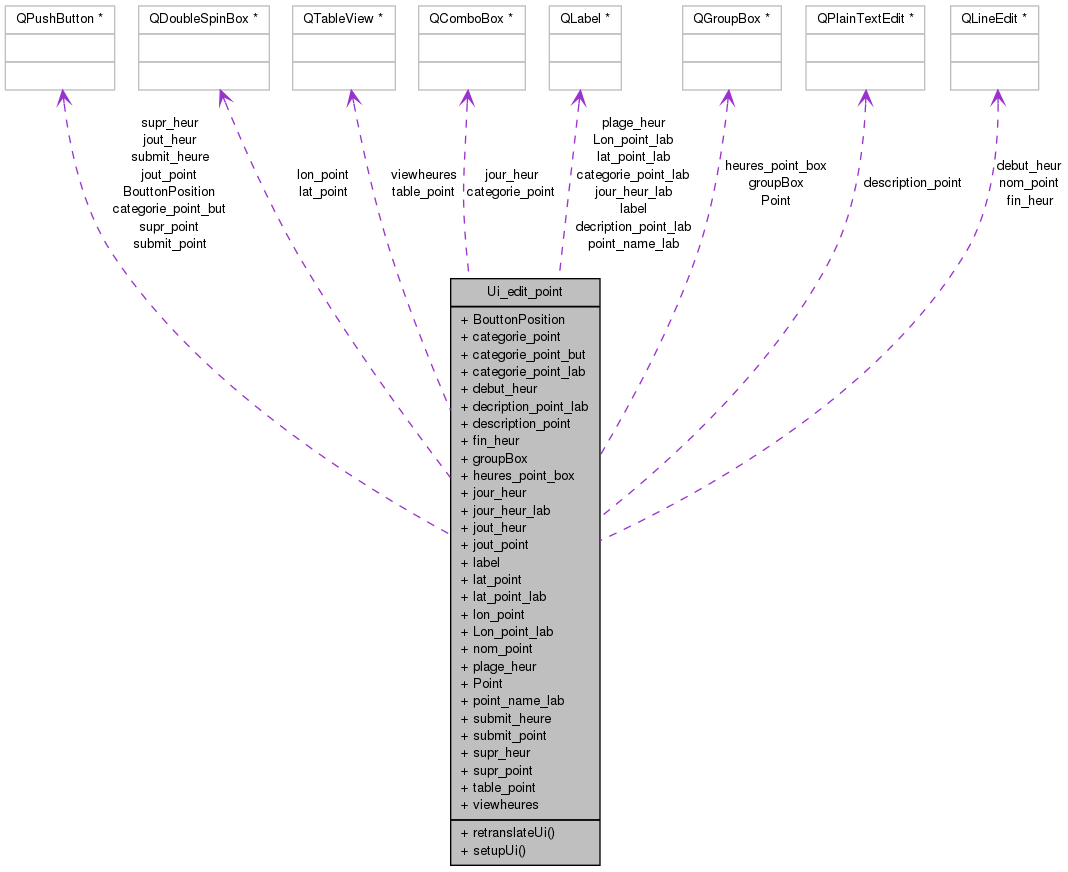 QPushButton *
QDoubleSpinBox *
QTableView *
QComboBox *
QLabel *
QGroupBox *
QPlainTextEdit *
QLineEdit *
supr_heur
jout_heur
submit_heure
jout_point
BouttonPosition
categorie_point_but
supr_point
submit_point
lon_point
lat_point
viewheures
table_point
jour_heur
categorie_point
plage_heur
Lon_point_lab
lat_point_lab
categorie_point_lab
jour_heur_lab
label
decription_point_lab
point_name_lab
heures_point_box
groupBox
Point
description_point
debut_heur
nom_point
fin_heur
Ui_edit_point
+ BouttonPosition
+ categorie_point
+ categorie_point_but
+ categorie_point_lab
+ debut_heur
+ decription_point_lab
+ description_point
+ fin_heur
+ groupBox
+ heures_point_box
+ jour_heur
+ jour_heur_lab
+ jout_heur
+ jout_point
+ label
+ lat_point
+ lat_point_lab
+ lon_point
+ Lon_point_lab
+ nom_point
+ plage_heur
+ Point
+ point_name_lab
+ submit_heure
+ submit_point
+ supr_heur
+ supr_point
+ table_point
+ viewheures
+ retranslateUi()
+ setupUi()